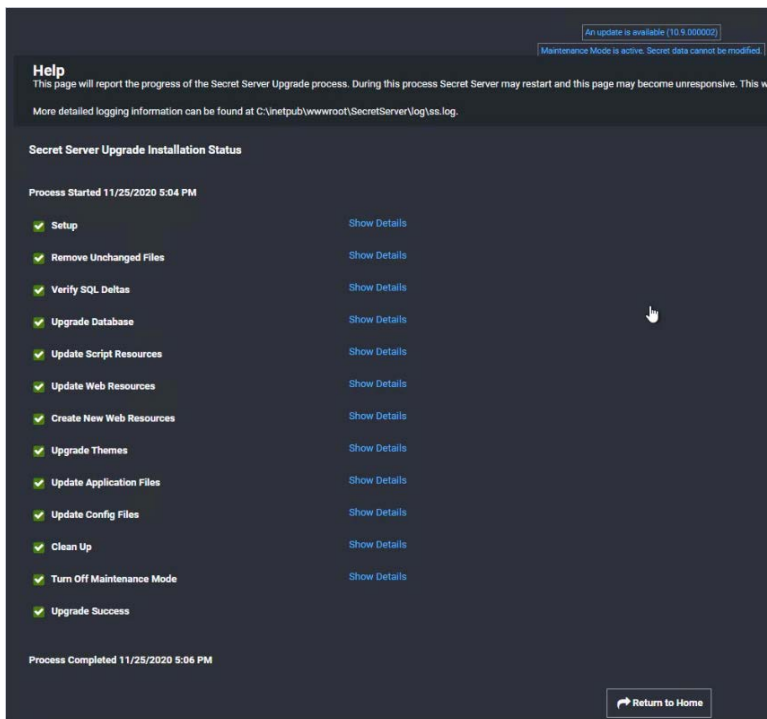 An update is available (10.9.000002)
Maintenance Mode is active. Secret data cannot be modified.
Help
This page will report the progress of the Secret Server Upgrade process. During this process Secret Server may restart and this page may become unresponsive. This w
More detailed logging information can be found at C:\inetpub\wwwroot\SecretServer\log\ss.log.
Secret Server Upgrade Installation Status
Process Started 11/25/2020 5:04 PM
Setup Show Details
Remove Unchanged Files Show Details
Verify SQL Deltas Show Details
Upgrade Database Show Details
Update Script Resources Show Details
Update Web Resources Show Details
Create New Web Resources Show Details
Upgrade Themes Show Details
Update Application Files Show Details
Update Config Files Show Details
Clean Up Show Details
Turn Off Maintenance Mode Show Details
Upgrade Success
Process Completed 11/25/2020 5:06 PM
Return to Home